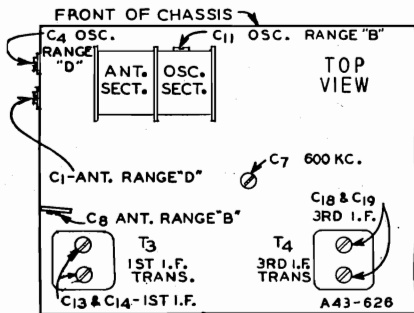 FRONT OF CHASSIS
C4 OSC. RANGE "D"
C11 OSC. RANGE "B"
ANT. SECT.
OSC. SECT.
TOP VIEW
C1-ANT. RANGE "D"
C7 600 KC.
C8 ANT. RANGE "B"
C18 & C19 3RD I.F.
T3 1ST I.F. TRANS.
T4 3RD I.F. TRANS
C13 & C14-1ST I.F.
A43-626